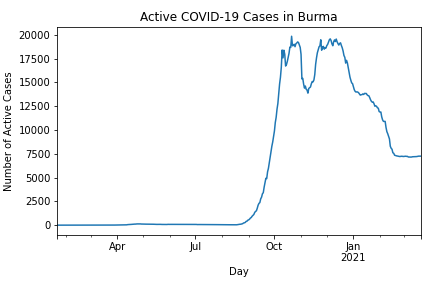 Active COVID-19 Cases in Burma
20000
17500
15000
12500
10000
7500
5000
2500
0
Number of Active Cases
Apr Jul Oct Jan
2021
Day